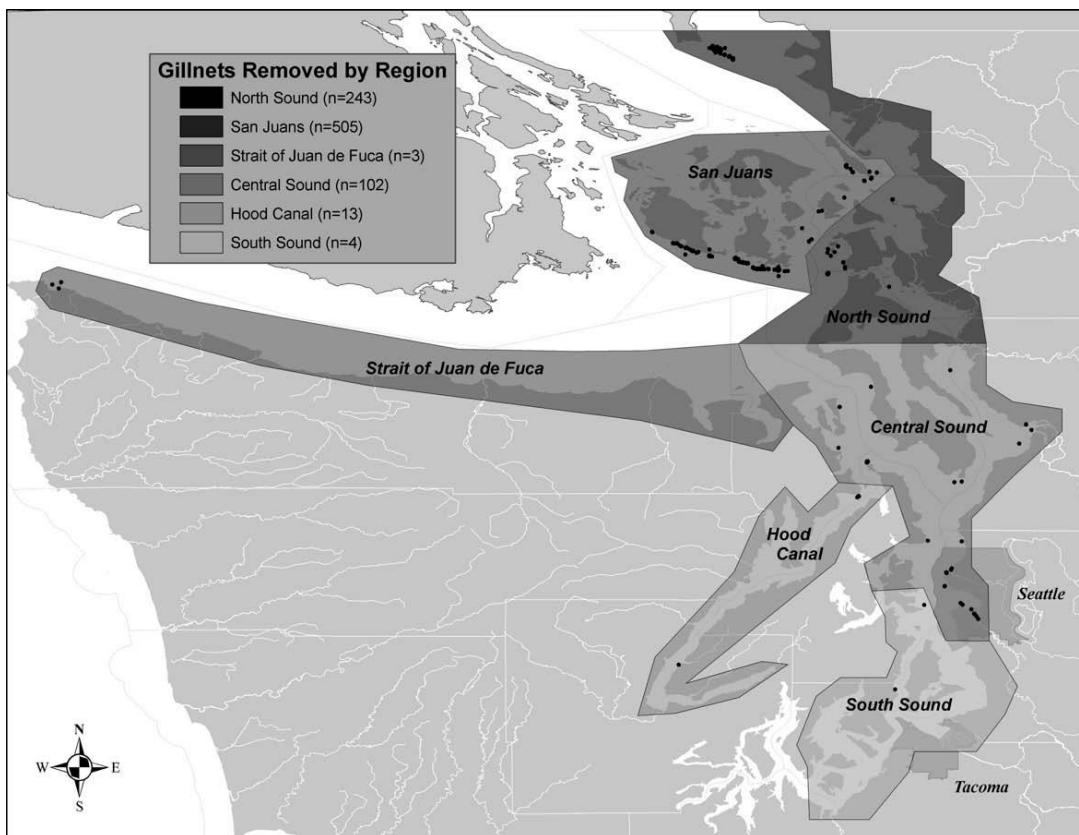 Gillnets Removed by Region
North Sound (n=243)
San Juans (n=505)
Strait of Juan de Fuca (n=3)
Central Sound (n=102)
Hood Canal (n=13)
South Sound (n=4)
San Juans
North Sound
Strait of Juan de Fuca
Central Sound
Hood
Canal
Seattle
South Sound
Tacoma
N
W E
S